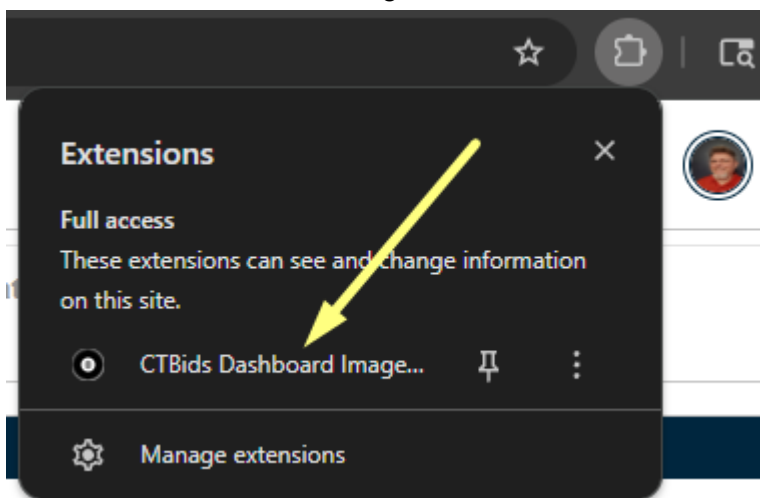 Extensions
Full access
These extensions can see and change information
on this site.
CTBids Dashboard Image...
Manage extensions